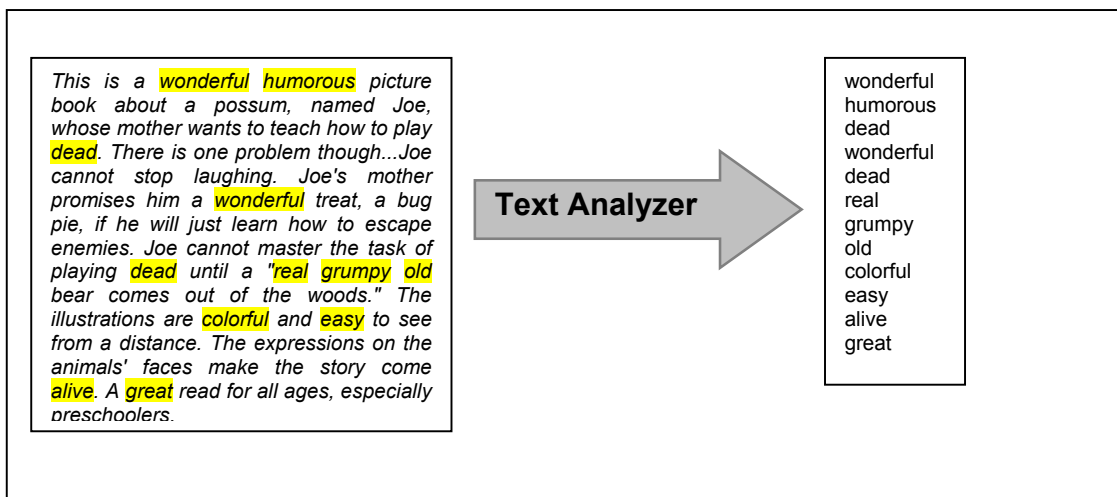 This is a wonderful humorous picture
book about a possum, named Joe,
whose mother wants to teach how to play
dead. There is one problem though...Joe
cannot stop laughing. Joe's mother
promises him a wonderful treat, a bug
pie, if he will just learn how to escape
enemies. Joe cannot master the task of
playing dead until a "real grumpy old
bear comes out of the woods." The
illustrations are colorful and easy to see
from a distance. The expressions on the
animals' faces make the story come
alive. A great read for all ages, especially
preschoolers.
Text Analyzer
wonderful
humorous
dead
wonderful
dead
real
grumpy
old
colorful
easy
alive
great